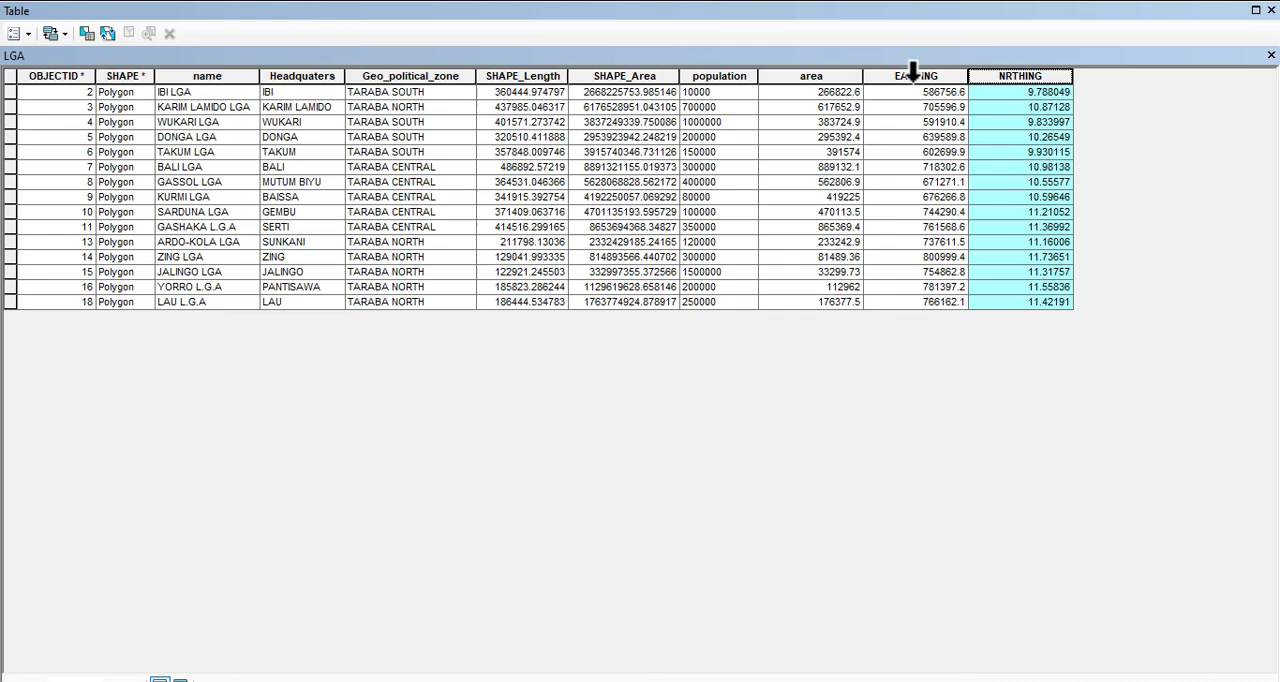 Table
LGA
OBJECTID * SHAPE * name Headquaters Geo_political_zone SHAPE_Length SHAPE_Area population area NRTHING
2 Polygon IBI LGA IBI TARABA SOUTH 360444.974797 2668225753.985146 10000 266822.6 586756.6 9.788049
3 Polygon KARIM LAMIDO LGA KARIM LAMIDO TARABA NORTH 437985.046317 6176528951.043105 700000 617652.9 705596.9 10.87128
4 Polygon WUKARI LGA WUKARI TARABA SOUTH 401571.273742 3837249339.750086 1000000 383724.9 591910.4 9.833997
5 Polygon DONGA LGA DONGA TARABA SOUTH 320510.411888 2953923942.248219 200000 295392.4 639589.8 10.26549
6 Polygon TAKUM LGA TAKUM TARABA SOUTH 357848.009746 3915740346.731126 150000 391574 602699.9 9.930115
7 Polygon BALI LGA BALI TARABA CENTRAL 486892.57219 8891321155.019373 300000 889132.1 718302.6 10.98138
8 Polygon GASSOL LGA MUTUM BIYU TARABA CENTRAL 364531.046366 5628068828.562172 400000 562806.9 671271.1 10.55577
9 Polygon KURMI LGA BAISSA TARABA CENTRAL 341915.392754 4192250057.069292 80000 419225 676266.8 10.59646
10 Polygon SARDUNA LGA GEMBU TARABA CENTRAL 371409.063716 4701135193.595729 100000 470113.5 744290.4 11.21052
11 Polygon GASHAKA L.G.A SERTI TARABA CENTRAL 414516.299165 8653694368.34827 350000 865369.4 761568.6 11.36992
13 Polygon ARDO-KOLA LGA SUNKANI TARABA NORTH 211798.13036 2332429185.24165 120000 233242.9 737611.5 11.16006
14 Polygon ZING LGA ZING TARABA NORTH 129041.993335 814893566.440702 300000 81489.36 800999.4 11.73651
15 Polygon JALINGO LGA JALINGO TARABA NORTH 122921.245503 332997355.372566 1500000 33299.73 754862.8 11.31757
16 Polygon YORRO L.G.A PANTISAWA TARABA NORTH 185823.286244 1129619628.658146 200000 112962 781397.2 11.55836
18 Polygon LAU L.G.A LAU TARABA NORTH 186444.534783 1763774924.878917 250000 176377.5 766162.1 11.42191